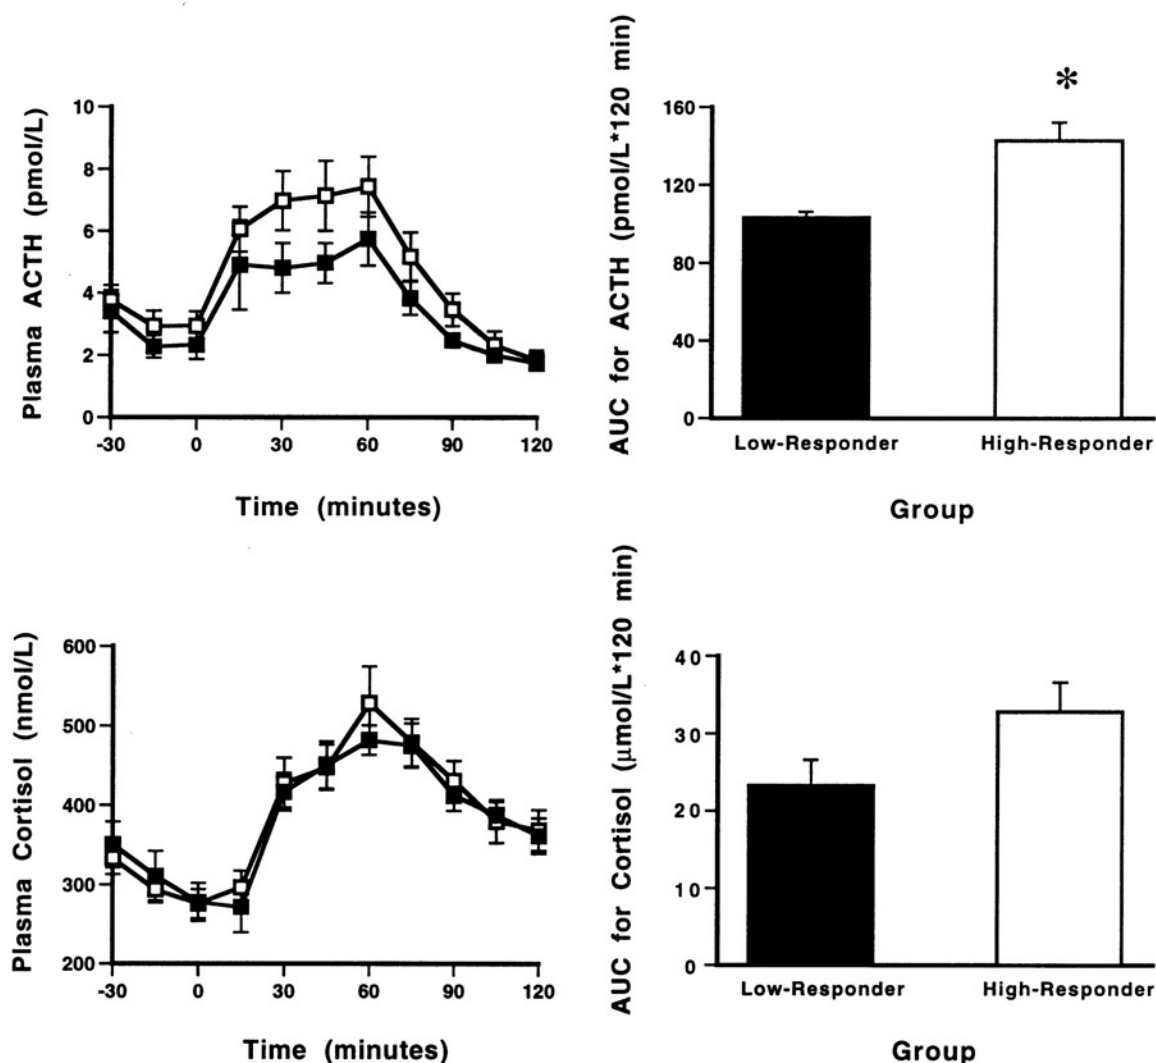 Plasma ACTH (pmol/L)
10
8
6
4
2
0
-30 0 30 60 90 120
Time (minutes)
AUC for ACTH (pmol/L*120 min)
160
120
80
40
0
*
Low-Responder High-Responder
Group
Plasma Cortisol (nmol/L)
600
500
400
300
200
-30 0 30 60 90 120
Time (minutes)
AUC for Cortisol (µmol/L*120 min)
40
30
20
10
0
Low-Responder High-Responder
Group